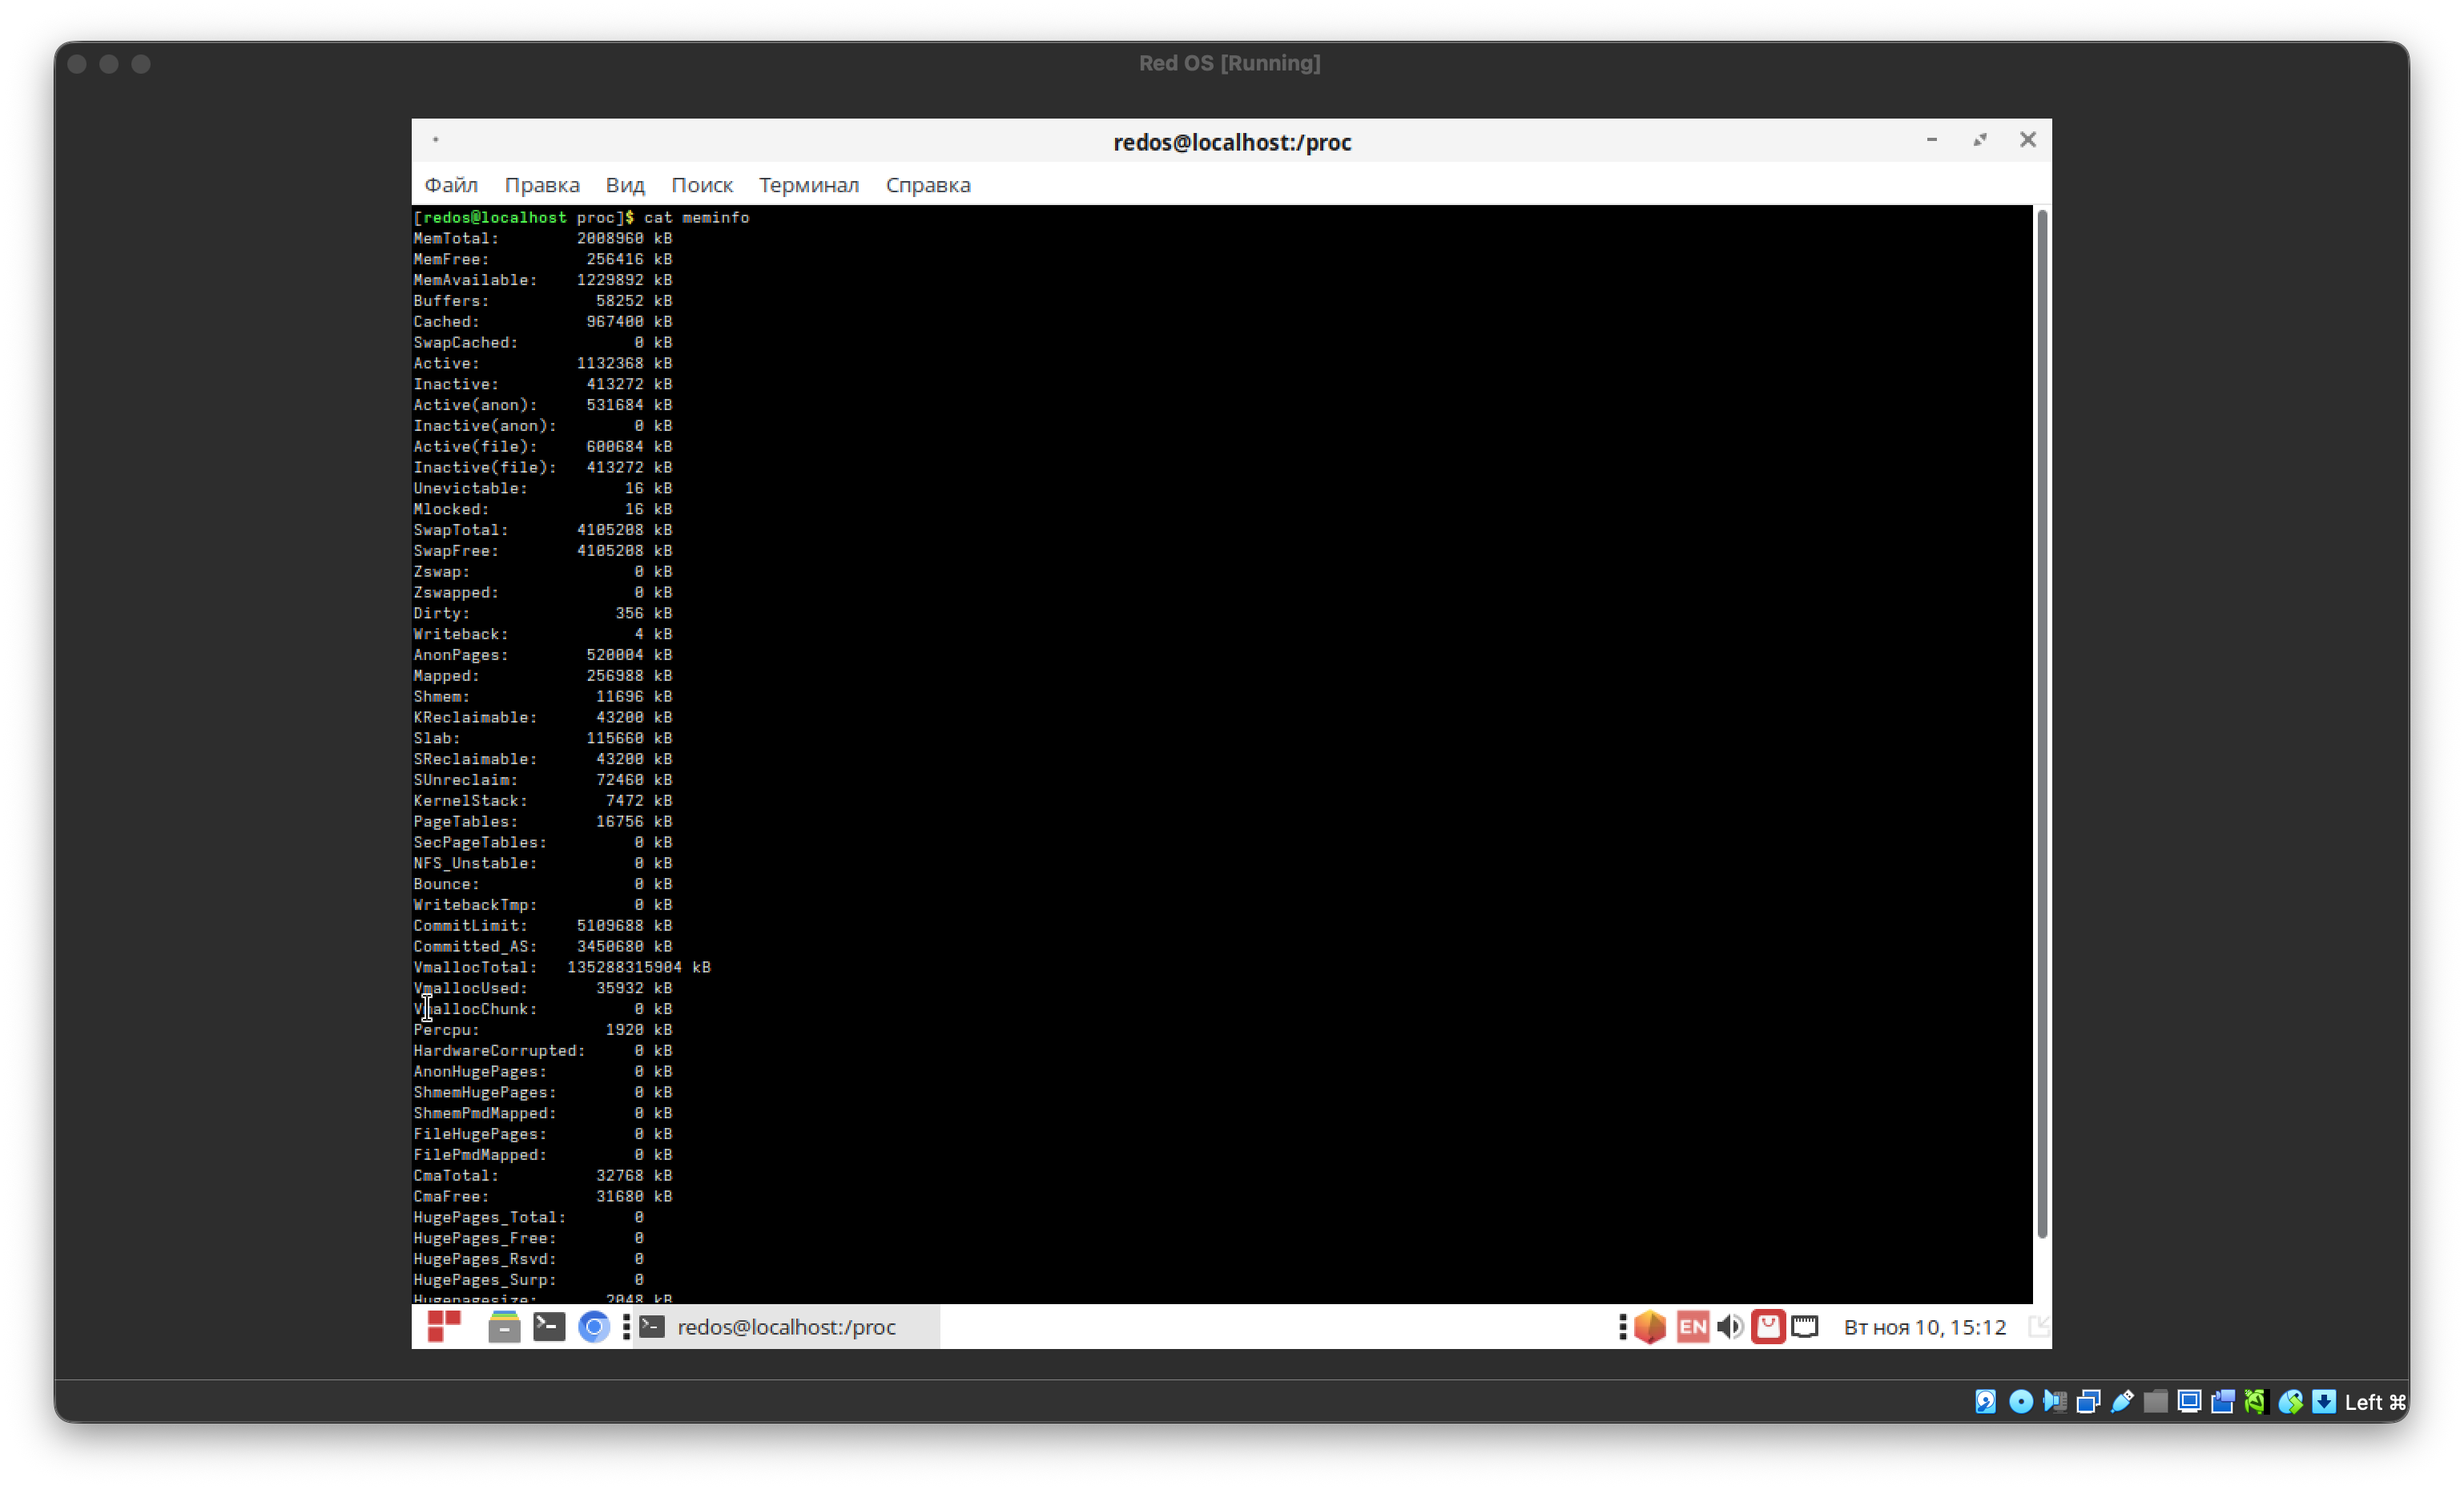 Red OS [Running]
redos@localhost:/proc
Файл Правка Вид Поиск Терминал Справка
[redos@localhost proc]$ cat meminfo
MemTotal: 2008960 kB
MemFree: 256416 kB
MemAvailable: 1229892 kB
Buffers: 58252 kB
Cached: 967400 kB
SwapCached: 0 kB
Active: 1132368 kB
Inactive: 413272 kB
Active(anon): 531684 kB
Inactive(anon): 0 kB
Active(file): 600684 kB
Inactive(file): 413272 kB
Unevictable: 16 kB
Mlocked: 16 kB
SwapTotal: 4105208 kB
SwapFree: 4105208 kB
Zswap: 0 kB
Zswapped: 0 kB
Dirty: 356 kB
Writeback: 4 kB
AnonPages: 520004 kB
Mapped: 256988 kB
Shmem: 11696 kB
KReclaimable: 43200 kB
Slab: 115660 kB
SReclaimable: 43200 kB
SUnreclaim: 72460 kB
KernelStack: 7472 kB
PageTables: 16756 kB
SecPageTables: 0 kB
NFS_Unstable: 0 kB
Bounce: 0 kB
WritebackTmp: 0 kB
CommitLimit: 5109688 kB
Committed_AS: 3450680 kB
VmallocTotal: 135288315904 kB
VmallocUsed: 35932 kB
VmallocChunk: 0 kB
Percpu: 1920 kB
HardwareCorrupted: 0 kB
AnonHugePages: 0 kB
ShmemHugePages: 0 kB
ShmemPmdMapped: 0 kB
FileHugePages: 0 kB
FilePmdMapped: 0 kB
CmaTotal: 32768 kB
CmaFree: 31680 kB
HugePages_Total: 0
HugePages_Free: 0
HugePages_Rsvd: 0
HugePages_Surp: 0
Hugepagesize: 2048 kB
redos@localhost:/proc EN Вт ноя 10, 15:12
Left ⌘